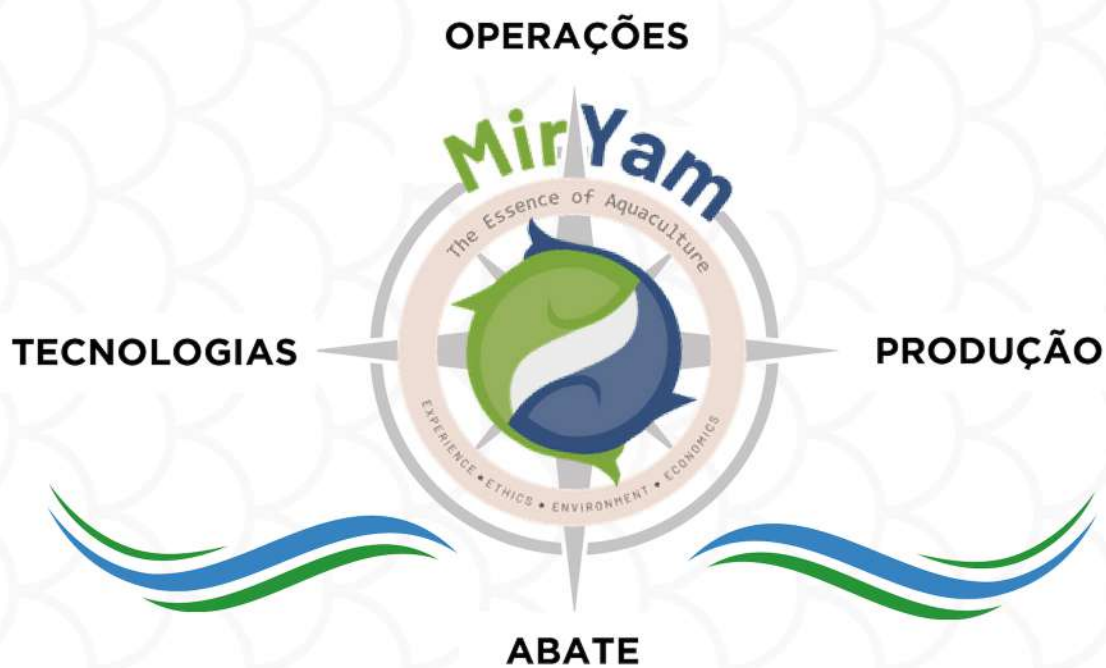 OPERAÇÕES
MirYam
The Essence of Aquaculture
TECNOLOGIAS
PRODUÇÃO
EXPERIENCE • ETHICS • ENVIRONMENT • ECONOMICS
ABATE